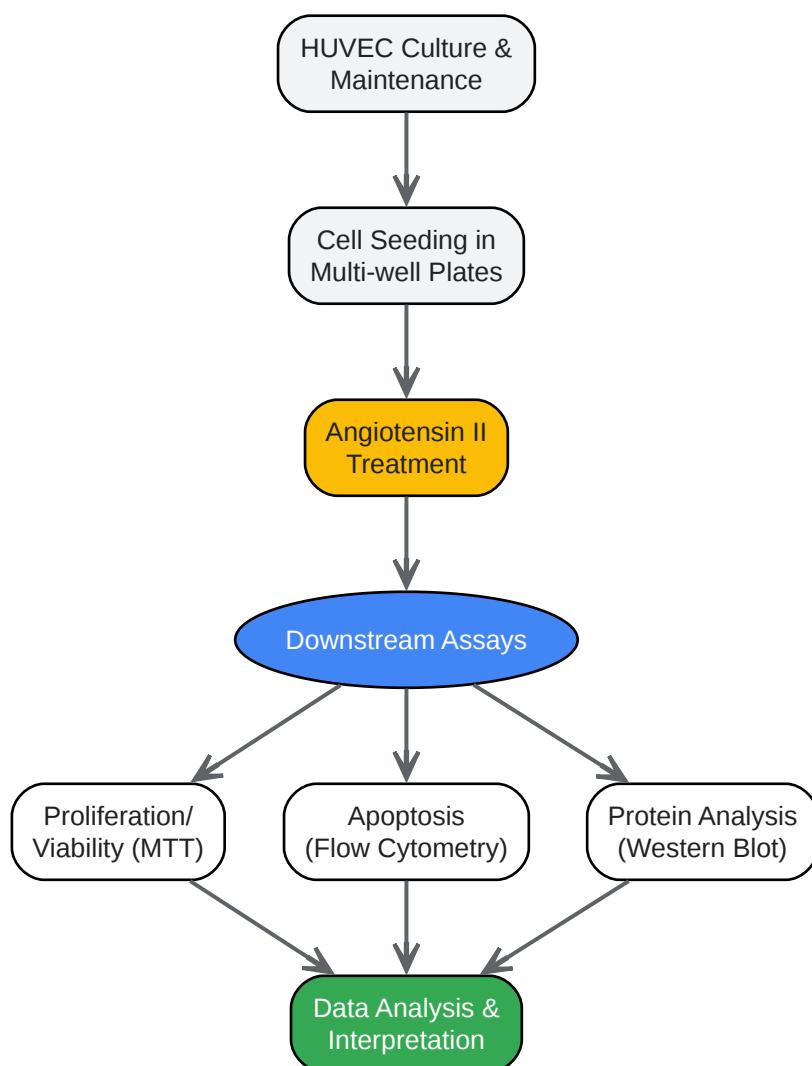 HUVEC Culture &
Maintenance
Cell Seeding in
Multi-well Plates
Angiotensin II
Treatment
Downstream Assays
Proliferation/
Viability (MTT)
Apoptosis
(Flow Cytometry)
Protein Analysis
(Western Blot)
Data Analysis &
Interpretation